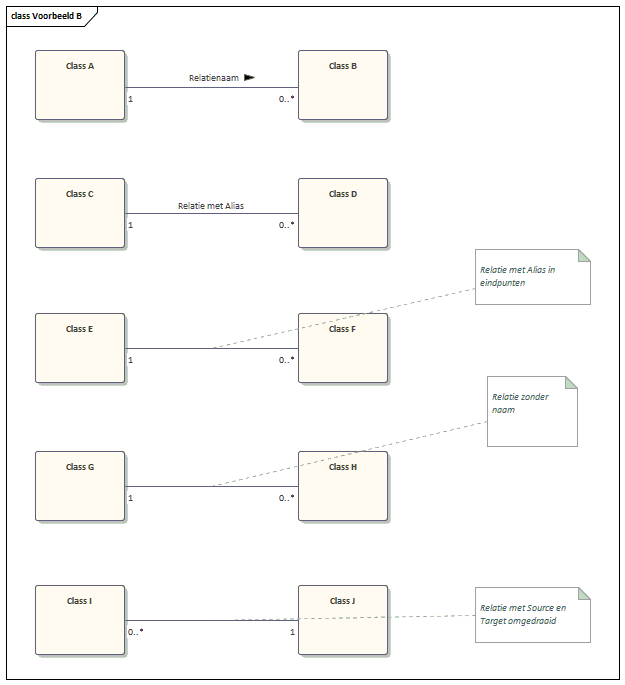 class Voorbeeld B
Class A
Relatienaam
Class B
1
0..*
Class C
Relatie met Alias
Class D
1
0..*
Relatie met Alias in
eindpunten
Class E
Class F
1
0..*
Relatie zonder
naam
Class G
Class H
1
0..*
Class I
Class J
Relatie met Source en
Target omgedraaid
0..*
1